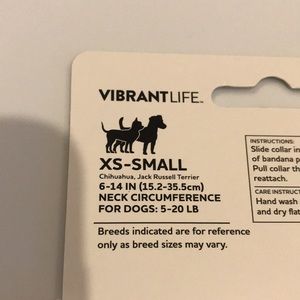 VIBRANTLIFE™
XS-SMALL
Chihuahua, Jack Russell Terrier
6-14 IN (15.2-35.5cm)
NECK CIRCUMFERENCE
FOR DOGS: 5-20 LB
Breeds indicated are for reference
only as breed sizes may vary.
INSTRUCTIONS:
Slide collar in
of bandana p
Pull collar th
reattach.
CARE INSTRUCT
Hand wash
and dry flat